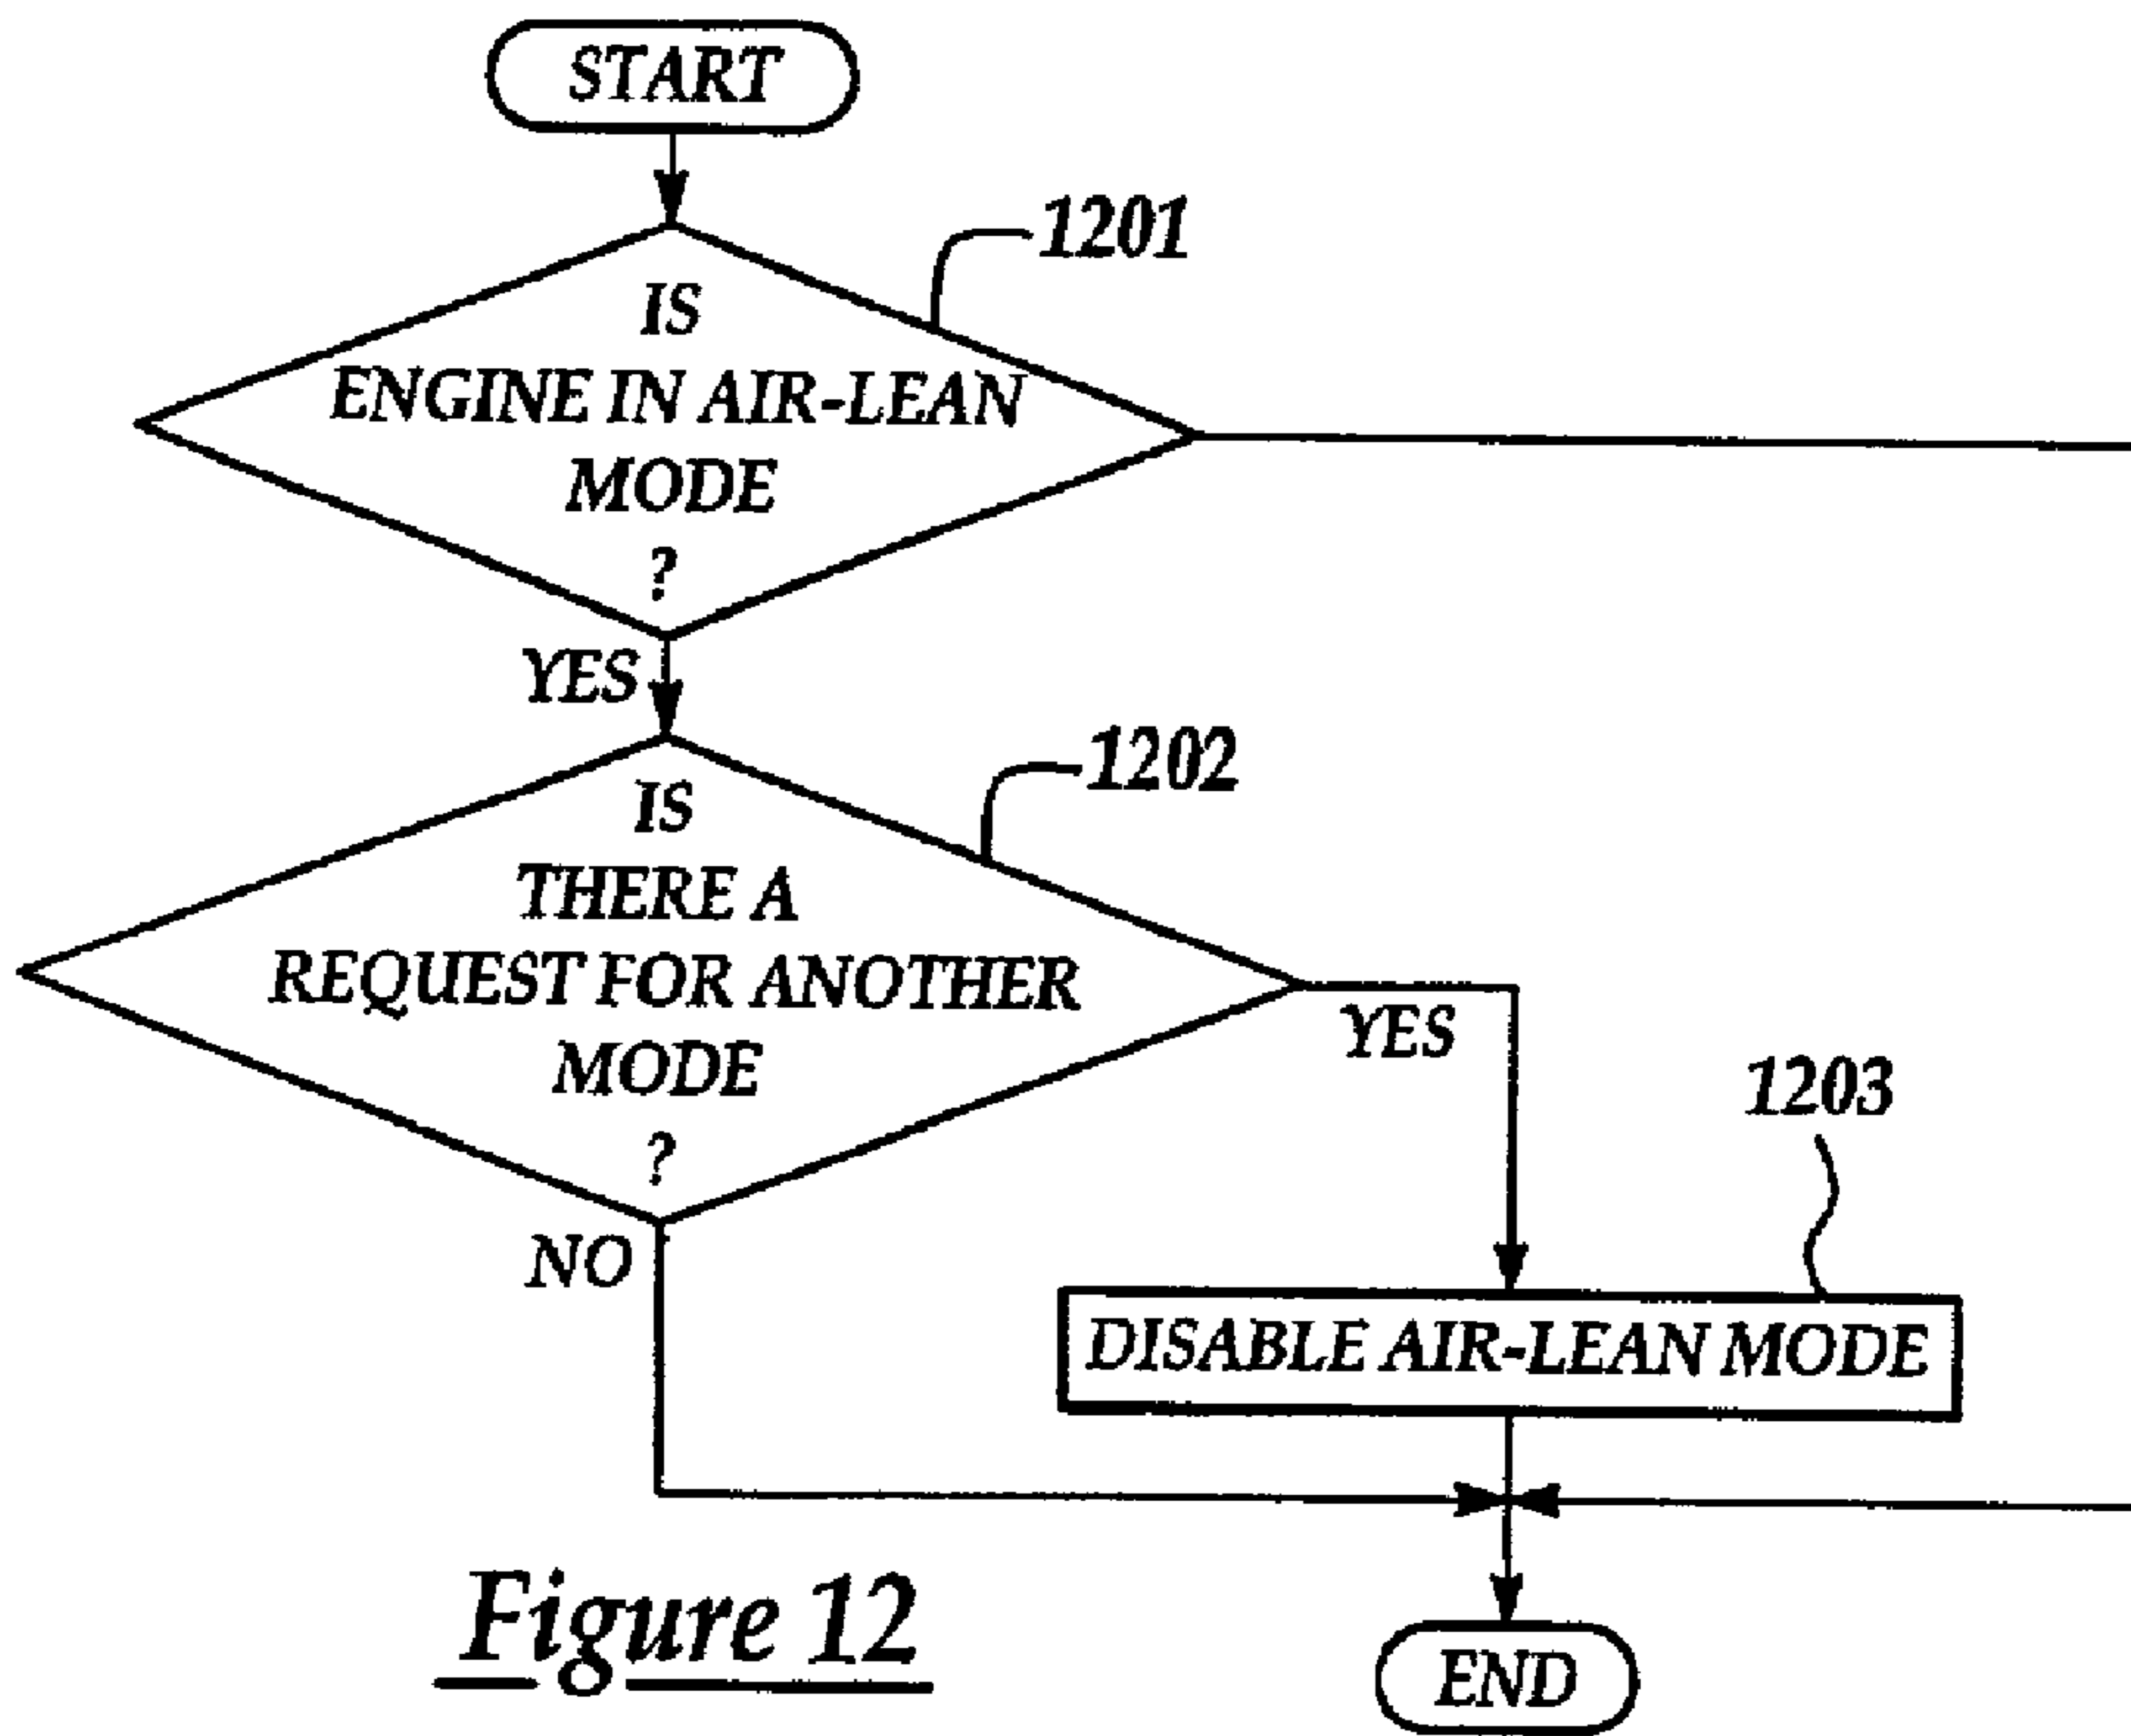 START
1201
IS
ENGINE IN AIR-LEAN
MODE
?
YES
1202
IS
THERE A
REQUEST FOR ANOTHER
MODE
?
YES
NO
1203
DISABLE AIR-LEAN MODE
END
Figure 12